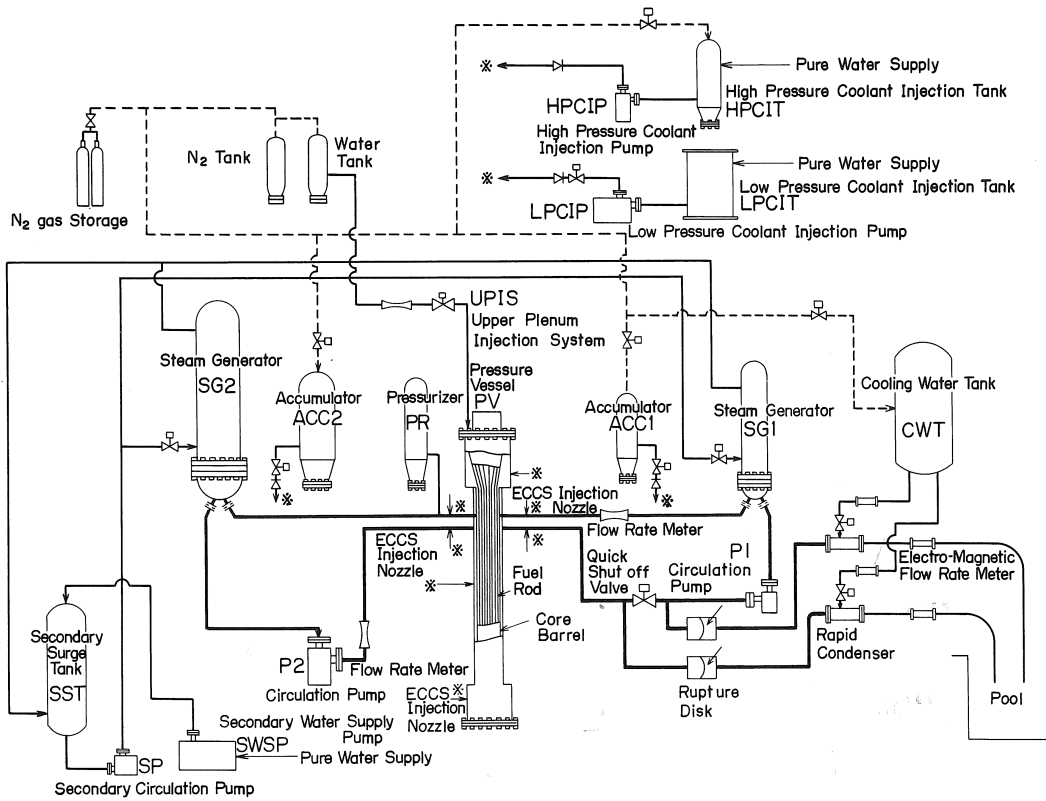 ※
Pure Water Supply
High Pressure Coolant Injection Tank
HPCIP
HPCIT
High Pressure Coolant
Injection Pump
N₂ Tank
Water
Tank
※
Pure Water Supply
Low Pressure Coolant Injection Tank
LPCIP
LPCIT
N₂ gas Storage
Low Pressure Coolant Injection Pump
UPIS
Upper Plenum
Injection System
Steam Generator
SG2
Pressure
Vessel
PV
Accumulator
ACC2
Pressurizer
PR
Accumulator
ACC1
Steam Generator
SG1
Cooling Water Tank
CWT
※
※
※
ECCS Injection
Nozzle
※
※
Flow Rate Meter
※
※
ECCS
Injection
Nozzle
※
Quick
Shut off
Valve
P1
Circulation
Pump
Electro-Magnetic
Flow Rate Meter
Fuel
Rod
Core
Barrel
Secondary
Surge
Tank
SST
P2
Flow Rate Meter
Circulation Pump
Rapid
Condenser
Rupture
Disk
Pool
ECCS ※
Injection
Nozzle
Secondary Water Supply
Pump
SWSP
Pure Water Supply
SP
Secondary Circulation Pump